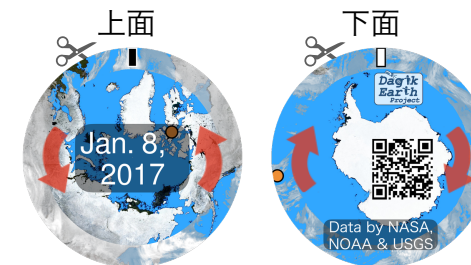 上面
下面
Jan. 8,
2017
Dagik
Earth
Project
Data by NASA,
NOAA & USGS